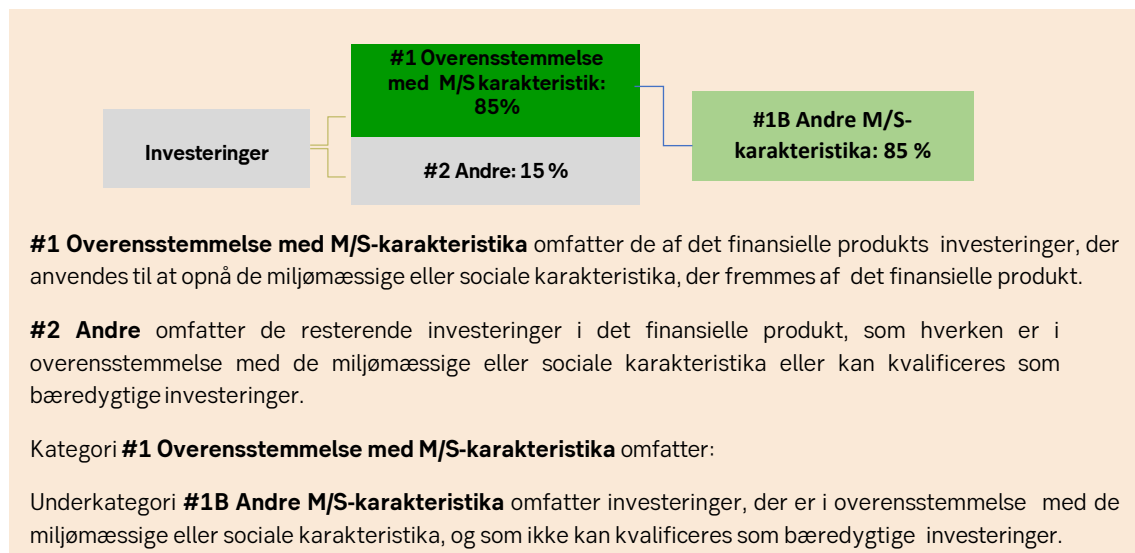 #1 Overensstemmelse
med M/S karakteristik:
85%
Investeringer
#2 Andre: 15 %
#1B Andre M/S-
karakteristika: 85 %
#1 Overensstemmelse med M/S-karakteristika omfatter de af det finansielle produkts investeringer, der
anvendes til at opnå de miljømæssige eller sociale karakteristika, der fremmes af det finansielle produkt.
#2 Andre omfatter de resterende investeringer i det finansielle produkt, som hverken er i
overensstemmelse med de miljømæssige eller sociale karakteristika eller kan kvalificeres som
bæredygtige investeringer.
Kategori #1 Overensstemmelse med M/S-karakteristika omfatter:
Underkategori #1B Andre M/S-karakteristika omfatter investeringer, der er i overensstemmelse med de
miljømæssige eller sociale karakteristika, og som ikke kan kvalificeres som bæredygtige investeringer.